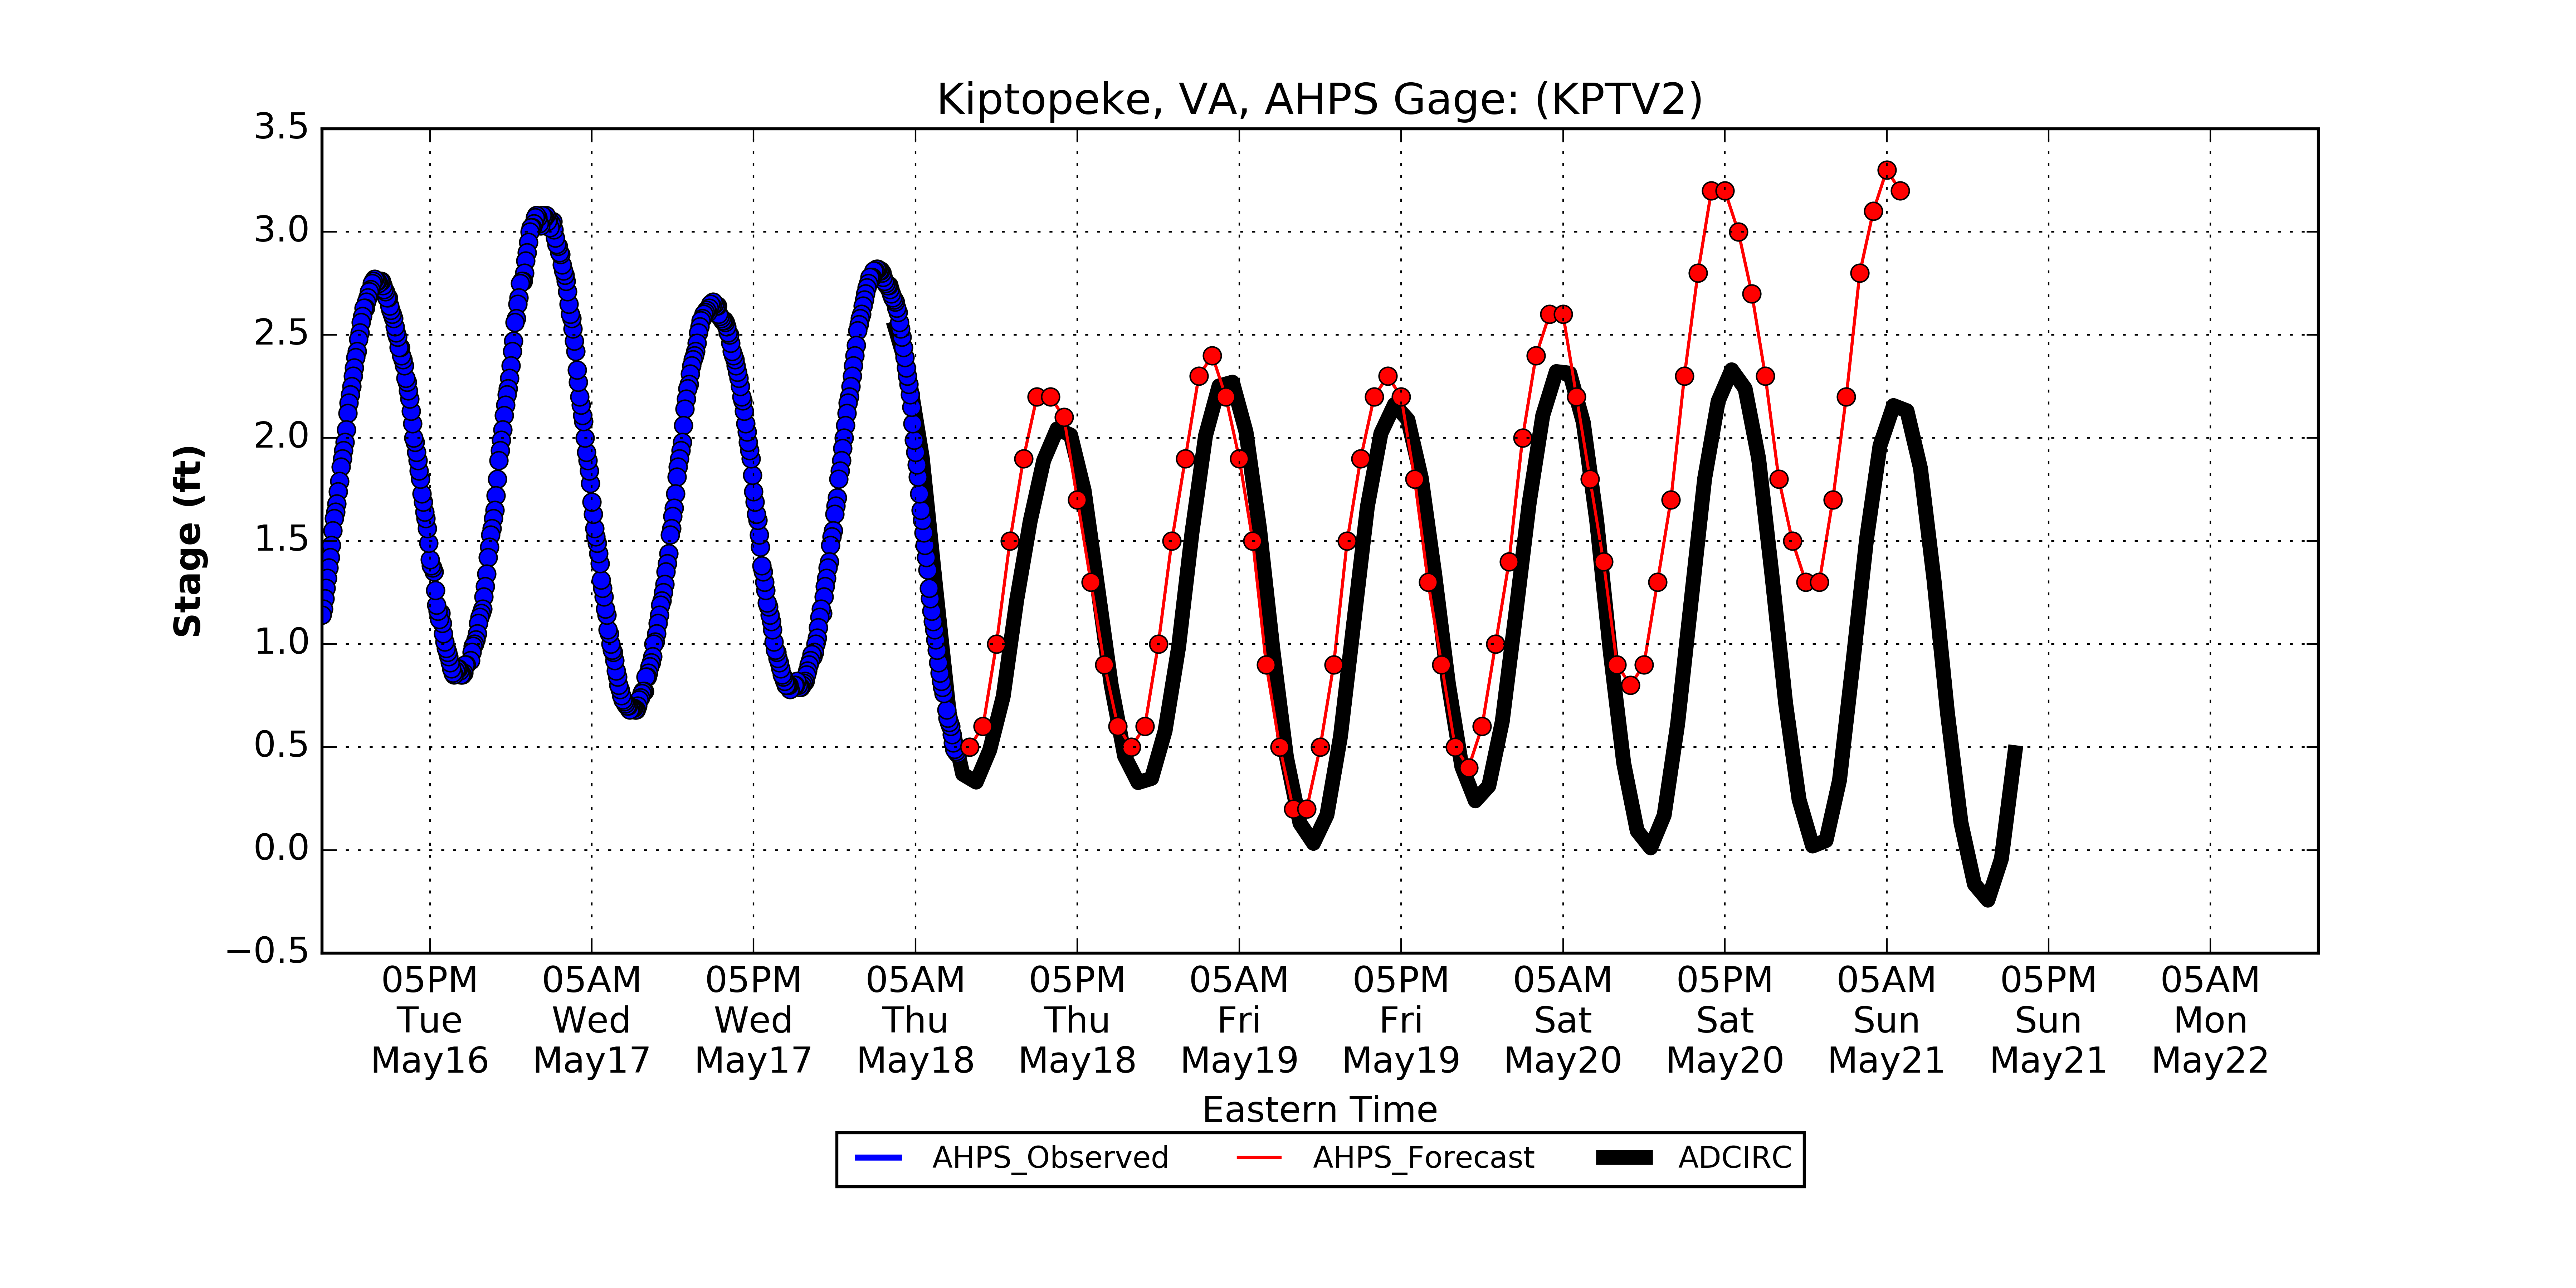 Kiptopeke, VA, AHPS Gage: (KPTV2)
3.5
3.0
2.5
2.0
1.5
1.0
0.5
0.0
−0.5
Stage (ft)
05PM 05AM 05PM 05AM 05PM 05AM 05PM 05AM 05PM 05AM 05PM 05AM
Tue Wed Wed Thu Thu Fri Fri Sat Sat Sun Sun Mon
May16 May17 May17 May18 May18 May19 May19 May20 May20 May21 May21 May22
Eastern Time
AHPS_Observed AHPS_Forecast ADCIRC